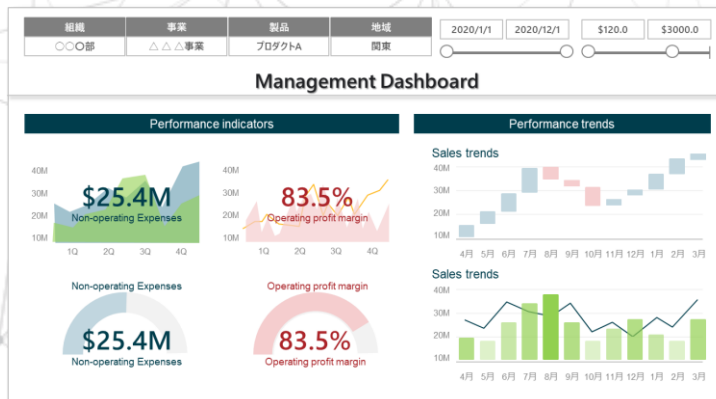 組織 事業 製品 地域
○○○部 △△△事業 プロダクトA 関東
2020/1/1 2020/12/1 $120.0 $3000.0
Management Dashboard
Performance indicators
40M
30M
20M
10M
$25.4M
Non-operating Expenses
1Q 2Q 3Q 4Q
40M
30M
20M
10M
83.5%
Operating profit margin
1Q 2Q 3Q 4Q
Non-operating Expenses
$25.4M
Non-operating Expenses
Operating profit margin
83.5%
Operating profit margin
Performance trends
Sales trends
40M
30M
20M
10M
4月 5月 6月 7月 8月 9月 10月 11月 12月 1月 2月 3月
Sales trends
40M
30M
20M
10M
4月 5月 6月 7月 8月 9月 10月 11月 12月 1月 2月 3月